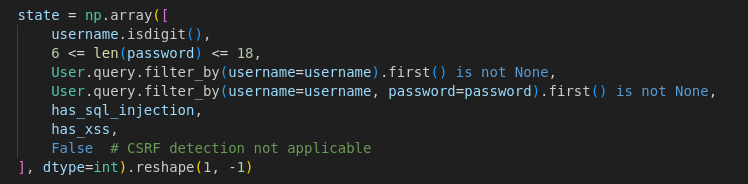 state = np.array([
    username.isdigit(),
    6 <= len(password) <= 18,
    User.query.filter_by(username=username).first() is not None,
    User.query.filter_by(username=username, password=password).first() is not None,
    has_sql_injection,
    has_xss,
    False  # CSRF detection not applicable
], dtype=int).reshape(1, -1)